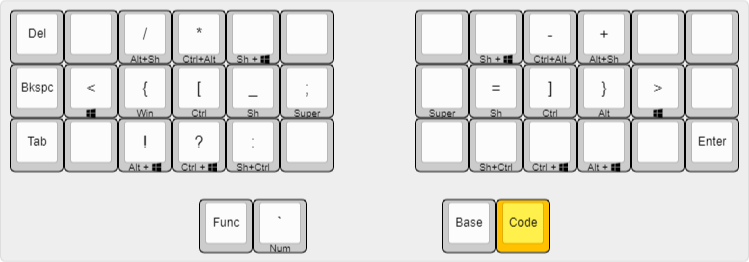 Del / * - +
Alt+Sh Ctrl+Alt Sh + Sh + Ctrl+Alt Alt+Sh
Bkspc < { [ _ ; = ] } >
Win Ctrl Sh Super Super Sh Ctrl Alt
Tab ! ? : Enter
Alt + Ctrl + Sh+Ctrl Sh+Ctrl Ctrl + Alt +
Func ` Base Code
Num